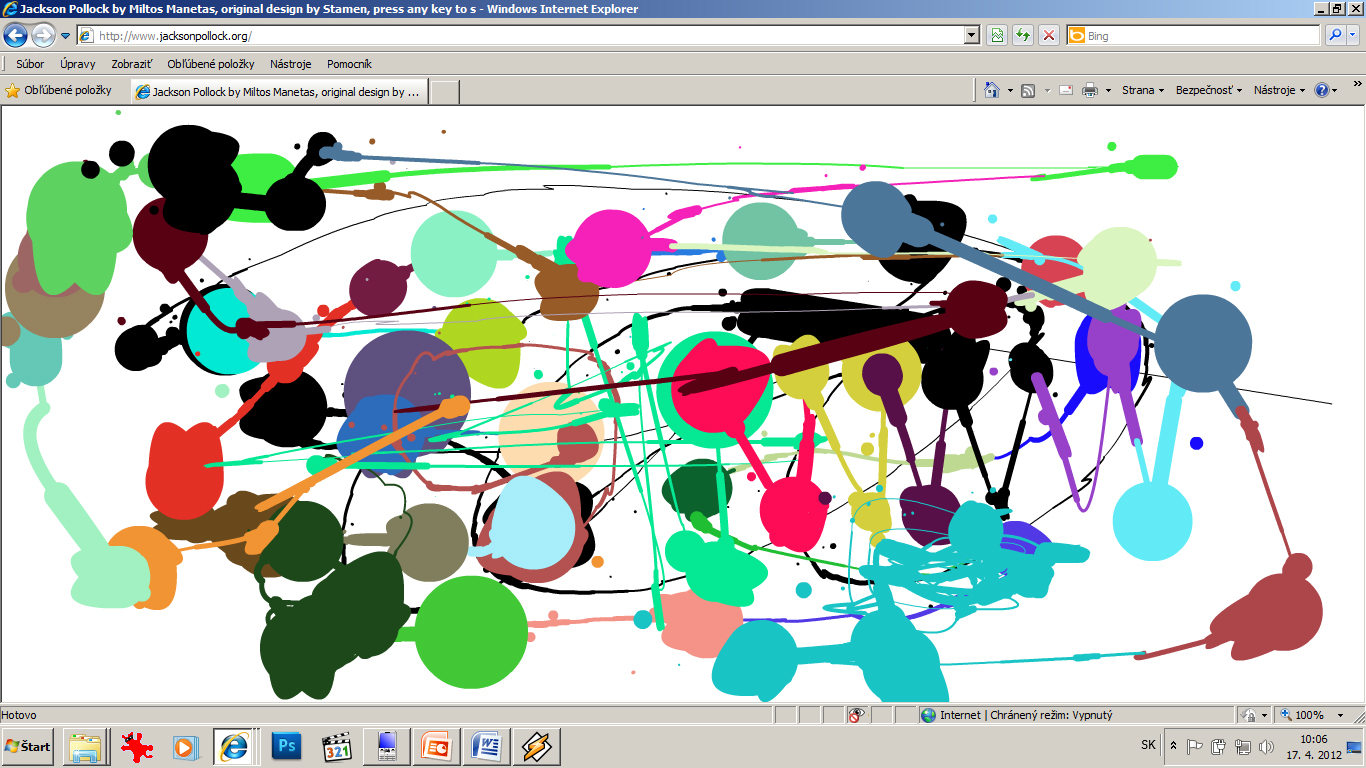 Jackson Pollock by Miltos Manetas, original design by Stamen, press any key to s - Windows Internet Explorer
http://www.jacksonpollock.org/
Bing
Súbor Úpravy Zobraziť Obľúbené položky Nástroje Pomocník
Obľúbené položky Jackson Pollock by Miltos Manetas, original design by ... Strana Bezpečnosť Nástroje »
Hotovo Internet | Chránený režim: Vypnutý 100%
Štart Ps 321 SK 10:06
17. 4. 2012